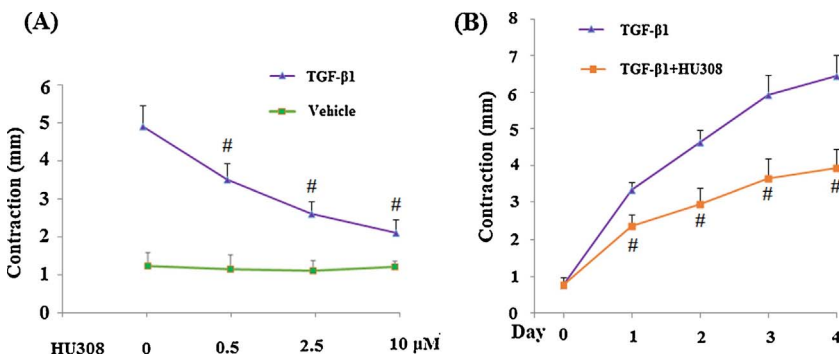 (A)
TGF-β1
Vehicle
Contraction (mm)
6
5
4
3
2
1
0
# # #
HU308 0 0.5 2.5 10 μM
(B)
TGF-β1
TGF-β1+HU308
Contraction (mm)
8
7
6
5
4
3
2
1
0
# # # #
Day 0 1 2 3 4